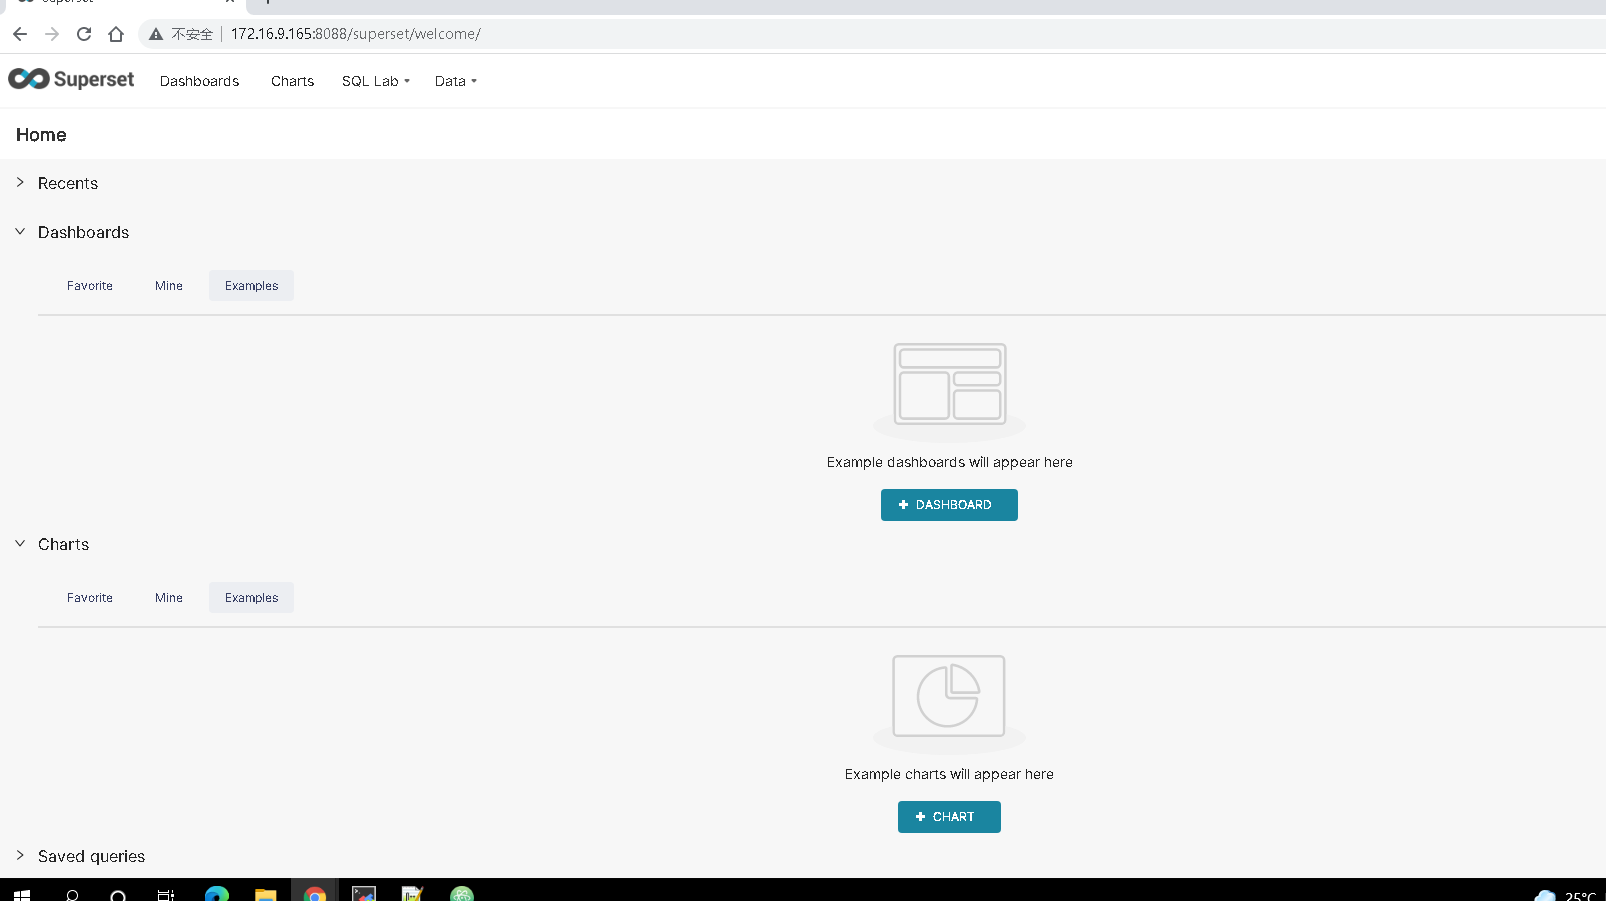 不安全 172.16.9.165:8088/superset/welcome/
Superset Dashboards Charts SQL Lab Data
Home
Recents
Dashboards
Favorite Mine Examples
Example dashboards will appear here
+ DASHBOARD
Charts
Favorite Mine Examples
Example charts will appear here
+ CHART
Saved queries
25°C